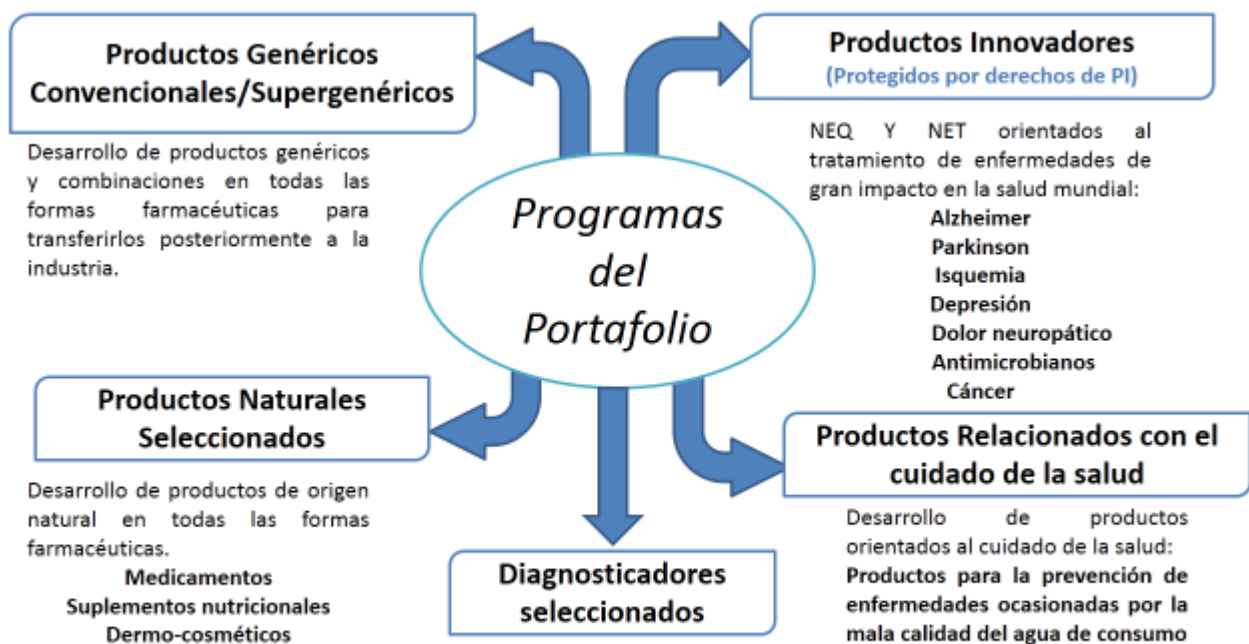 Productos Genéricos
Convencionales/Supergenéricos
Desarrollo de productos genéricos
y combinaciones en todas las
formas farmacéuticas para
transferirlos posteriormente a la
industria.
Productos Innovadores
(Protegidos por derechos de PI)
NEQ Y NET orientados al
tratamiento de enfermedades de
gran impacto en la salud mundial:
Alzheimer
Parkinson
Isquemia
Depresión
Dolor neuropático
Antimicrobianos
Cáncer
Programas
del
Portafolio
Productos Naturales
Seleccionados
Desarrollo de productos de origen
natural en todas las formas
farmacéuticas.
Medicamentos
Suplementos nutricionales
Dermo-cosméticos
Diagnosticadores
seleccionados
Productos Relacionados con el
cuidado de la salud
Desarrollo de productos
orientados al cuidado de la salud:
Productos para la prevención de
enfermedades ocasionadas por la
mala calidad del agua de consumo